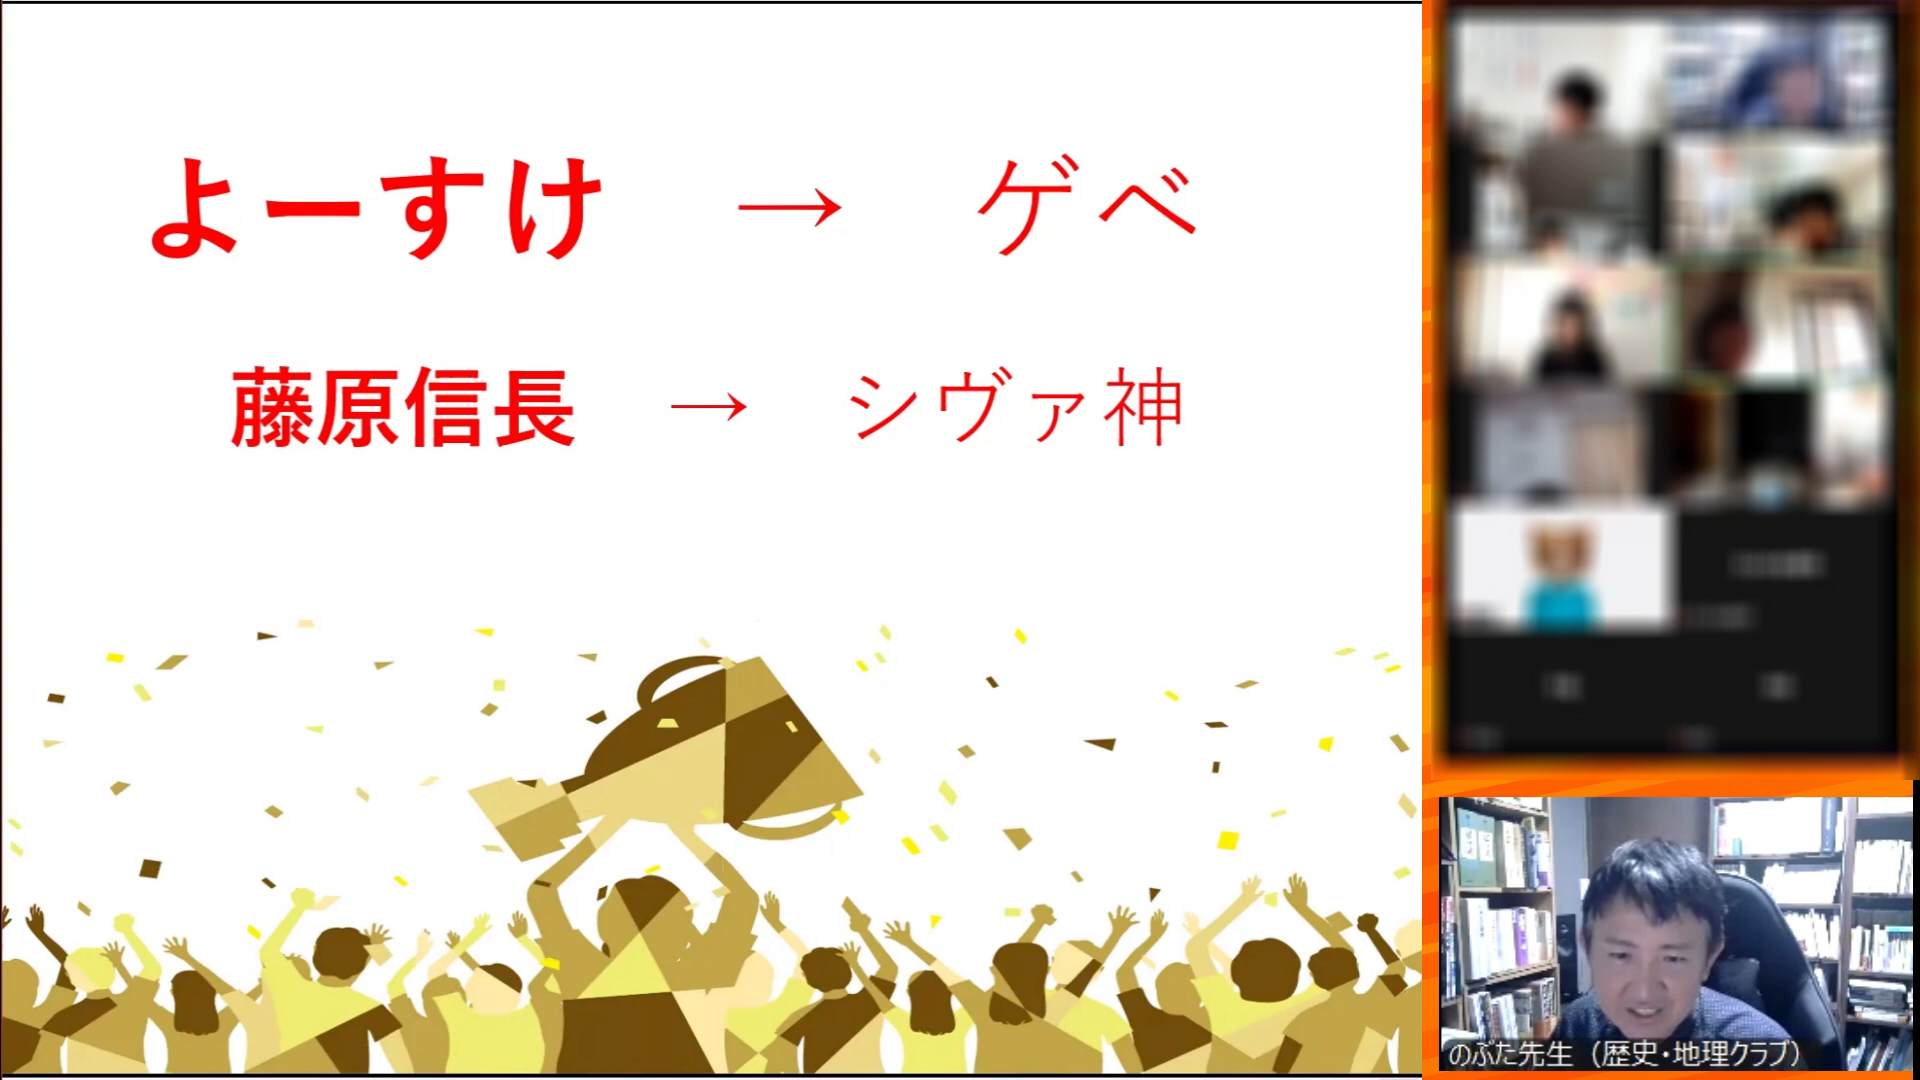 よーすけ → ゲベ
藤原信長 → シヴァ神
のぶた先生（歴史・地理クラブ）